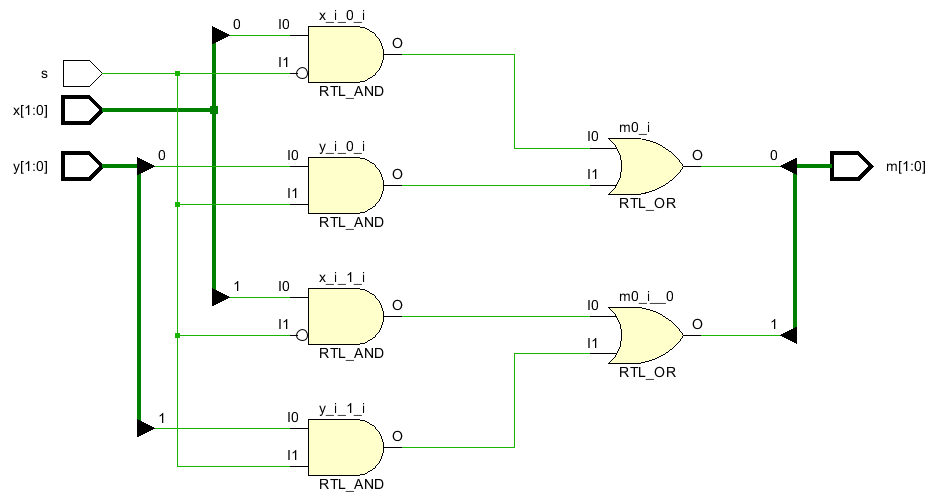 x_i_0_i
0 I0 O
s I1
RTL_AND
x[1:0]
m0_i
y_i_0_i I0
y[1:0] 0 I0 O O 0 m[1:0]
I1 I1
RTL_OR
RTL_AND
x_i_1_i
1 I0 m0_i__0
O I0
I1 O 1
I1
RTL_AND
RTL_OR
y_i_1_i
1 I0
O
I1
RTL_AND